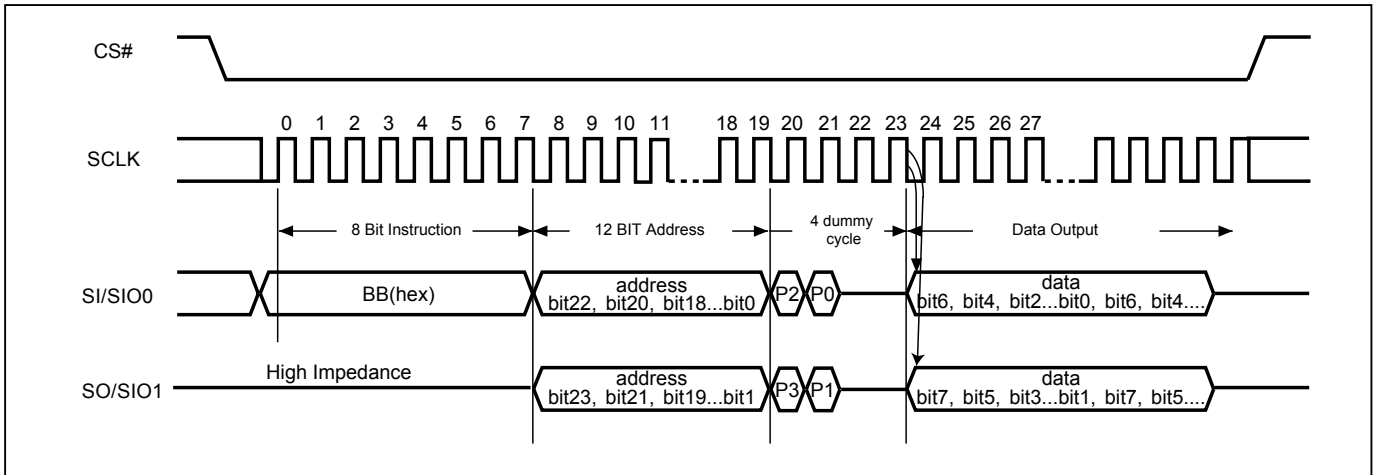 CS#
0 1 2 3 4 5 6 7 8 9 10 11 18 19 20 21 22 23 24 25 26 27
SCLK
8 Bit Instruction
12 BIT Address
4 dummy
cycle
Data Output
SI/SIO0
BB(hex)
address
bit22, bit20, bit18...bit0
P2
P0
data
bit6, bit4, bit2...bit0, bit6, bit4....
High Impedance
SO/SIO1
address
bit23, bit21, bit19...bit1
P3
P1
data
bit7, bit5, bit3...bit1, bit7, bit5....